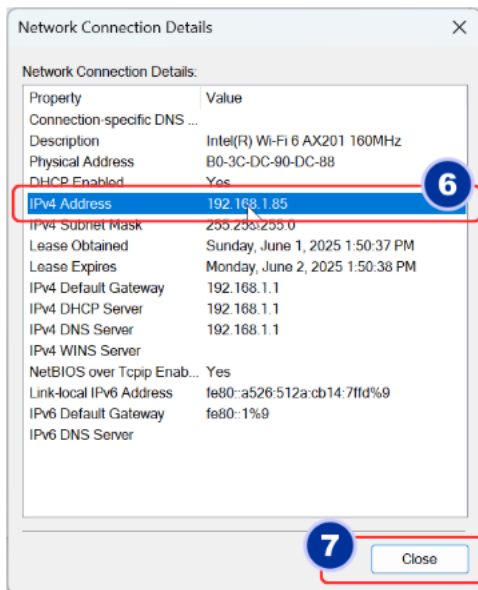 Network Connection Details
Network Connection Details:
Property Value
Connection-specific DNS ...
Description Intel(R) Wi-Fi 6 AX201 160MHz
Physical Address B0-3C-DC-90-DC-88
DHCP Enabled Yes
6
IPv4 Address 192.168.1.85
IPv4 Subnet Mask 255.255.255.0
Lease Obtained Sunday, June 1, 2025 1:50:37 PM
Lease Expires Monday, June 2, 2025 1:50:38 PM
IPv4 Default Gateway 192.168.1.1
IPv4 DHCP Server 192.168.1.1
IPv4 DNS Server 192.168.1.1
IPv4 WINS Server
NetBIOS over Tcpip Enab... Yes
Link-local IPv6 Address fe80::a526:512a:cb14:7ffd%9
IPv6 Default Gateway fe80::1%9
IPv6 DNS Server
7
Close